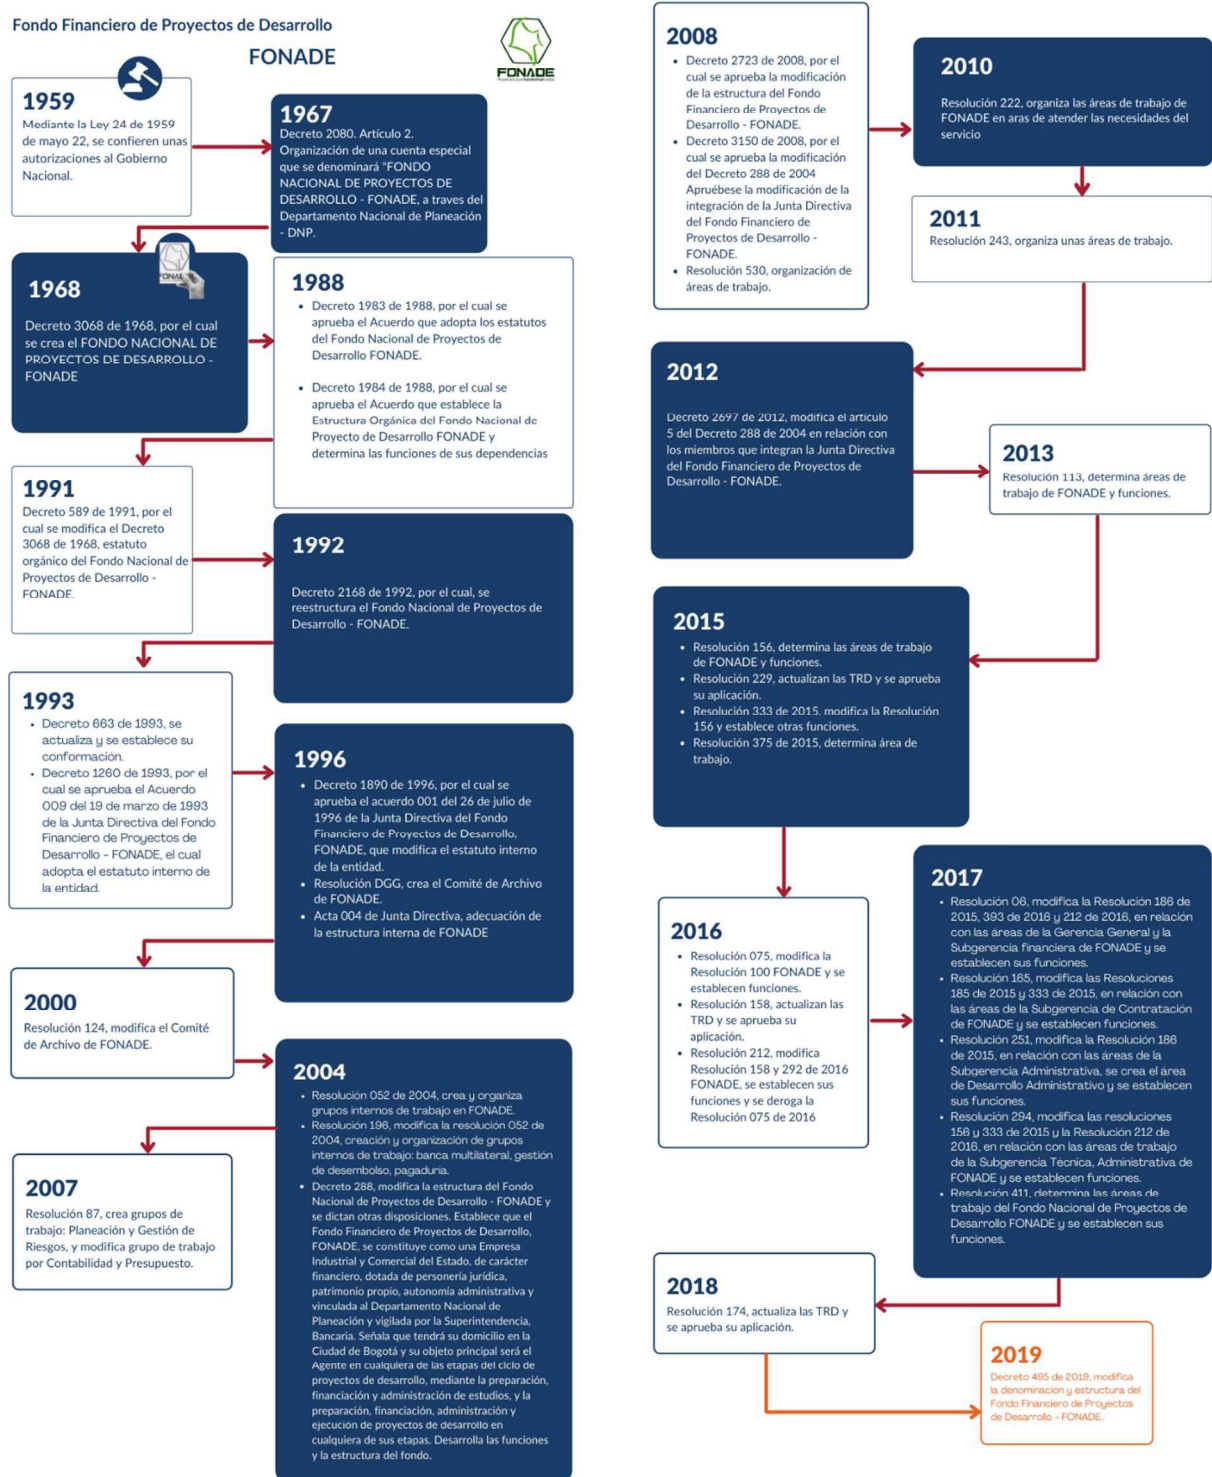 Fondo Financiero de Proyectos de Desarrollo
FONADE
FONADE
1959
Mediante la Ley 24 de 1959
de mayo 22, se confieren unas
autorizaciones al Gobierno
Nacional.
1967
Decreto 2080. Artículo 2.
Organización de una cuenta especial
que se denominará "FONDO
NACIONAL DE PROYECTOS DE
DESARROLLO - FONADE, a traves del
Departamento Nacional de Planeación
- DNP.
1968
Decreto 3068 de 1968, por el cual
se crea el FONDO NACIONAL DE
PROYECTOS DE DESARROLLO -
FONADE
1988
• Decreto 1983 de 1988, por el cual se
aprueba el Acuerdo que adopta los estatutos
del Fondo Nacional de Proyectos de
Desarrollo FONADE.
• Decreto 1984 de 1988, por el cual se
aprueba el Acuerdo que establece la
Estructura Orgánica del Fondo Nacional de
Proyecto de Desarrollo FONADE y
determina las funciones de sus dependencias
1991
Decreto 589 de 1991, por el
cual se modifica el Decreto
3068 de 1968, estatuto
orgánico del Fondo Nacional de
Proyectos de Desarrollo -
FONADE.
1992
Decreto 2168 de 1992, por el cual, se
reestructura el Fondo Nacional de Proyectos de
Desarrollo - FONADE.
1993
• Decreto 663 de 1993, se
actualiza y se establece su
conformación.
• Decreto 1260 de 1993, por el
cual se aprueba el Acuerdo
009 del 19 de marzo de 1993
de la Junta Directiva del Fondo
Financiero de Proyectos de
Desarrollo - FONADE, el cual
adopta el estatuto interno de
la entidad.
1996
• Decreto 1890 de 1996, por el cual se
aprueba el acuerdo 001 del 26 de julio de
1996 de la Junta Directiva del Fondo
Financiero de Proyectos de Desarrollo,
FONADE, que modifica el estatuto interno
de la entidad.
• Resolución DGG, crea el Comité de Archivo
de FONADE.
• Acta 004 de Junta Directiva, adecuación de
la estructura interna de FONADE
2000
Resolución 124, modifica el Comité
de Archivo de FONADE.
2004
• Resolución 052 de 2004, crea y organiza
grupos internos de trabajo en FONADE.
• Resolución 196, modifica la resolución 052 de
2004, creación y organización de grupos
internos de trabajo: banca multilateral, gestión
de desembolso, pagaduría.
• Decreto 288, modifica la estructura del Fondo
Nacional de Proyectos de Desarrollo - FONADE y
se dictan otras disposiciones. Establece que el
Fondo Financiero de Proyectos de Desarrollo,
FONADE, se constituye como una Empresa
Industrial y Comercial del Estado, de carácter
financiero, dotada de personería jurídica,
patrimonio propio, autonomía administrativa y
vinculada al Departamento Nacional de
Planeación y vigilada por la Superintendencia,
Bancaria. Señala que tendrá su domicilio en la
Ciudad de Bogotá y su objeto principal será el
Agente en cualquiera de las etapas del ciclo de
proyectos de desarrollo, mediante la preparación,
financiación y administración de estudios, y la
preparación, financiación, administración y
ejecución de proyectos de desarrollo en
cualquiera de sus etapas. Desarrolla las funciones
y la estructura del fondo.
2007
Resolución 87, crea grupos de
trabajo: Planeación y Gestión de
Riesgos, y modifica grupo de trabajo
por Contabilidad y Presupuesto.
2008
• Decreto 2723 de 2008, por el
cual se aprueba la modificación
de la estructura del Fondo
Financiero de Proyectos de
Desarrollo - FONADE.
• Decreto 3150 de 2008, por el
cual se aprueba la modificación
del Decreto 288 de 2004
Apruébese la modificación de la
integración de la Junta Directiva
del Fondo Financiero de
Proyectos de Desarrollo -
FONADE.
• Resolución 530, organización de
áreas de trabajo.
2010
Resolución 222, organiza las áreas de trabajo de
FONADE en aras de atender las necesidades del
servicio
2011
Resolución 243, organiza unas áreas de trabajo.
2012
Decreto 2697 de 2012, modifica el artículo
5 del Decreto 288 de 2004 en relación con
los miembros que integran la Junta Directiva
del Fondo Financiero de Proyectos de
Desarrollo - FONADE.
2013
Resolución 113, determina áreas de
trabajo de FONADE y funciones.
2015
• Resolución 156, determina las áreas de trabajo
de FONADE y funciones.
• Resolución 229, actualizan las TRD y se aprueba
su aplicación.
• Resolución 333 de 2015, modifica la Resolución
156 y establece otras funciones.
• Resolución 375 de 2015, determina área de
trabajo.
2016
• Resolución 075, modifica la
Resolución 100 FONADE y se
establecen funciones.
• Resolución 158, actualizan las
TRD y se aprueba su
aplicación.
• Resolución 212, modifica
Resolución 158 y 292 de 2016
FONADE, se establecen sus
funciones y se deroga la
Resolución 075 de 2016
2017
• Resolución 06, modifica la Resolución 186 de
2015, 393 de 2016 y 212 de 2016, en relación
con las áreas de la Gerencia General y la
Subgerencia financiera de FONADE y se
establecen sus funciones.
• Resolución 165, modifica las Resoluciones
185 de 2015 y 333 de 2015, en relación con
las áreas de la Subgerencia de Contratación
de FONADE y se establecen funciones.
• Resolución 251, modifica la Resolución 186
de 2015, en relación con las áreas de la
Subgerencia Administrativa, se crea el área
de Desarrollo Administrativo y se establecen
sus funciones.
• Resolución 294, modifica las resoluciones
156 y 333 de 2015 y la Resolución 212 de
2016, en relación con las áreas de trabajo
de la Subgerencia Técnica, Administrativa de
FONADE y se establecen funciones.
• Resolución 411, determina las áreas de
trabajo del Fondo Nacional de Proyectos de
Desarrollo FONADE y se establecen sus
funciones.
2018
Resolución 174, actualiza las TRD y
se aprueba su aplicación.
2019
Decreto 495 de 2019, modifica
la denominacion y estructura del
Fondo Financiero de Proyectos
de Desarrollo - FONADE.